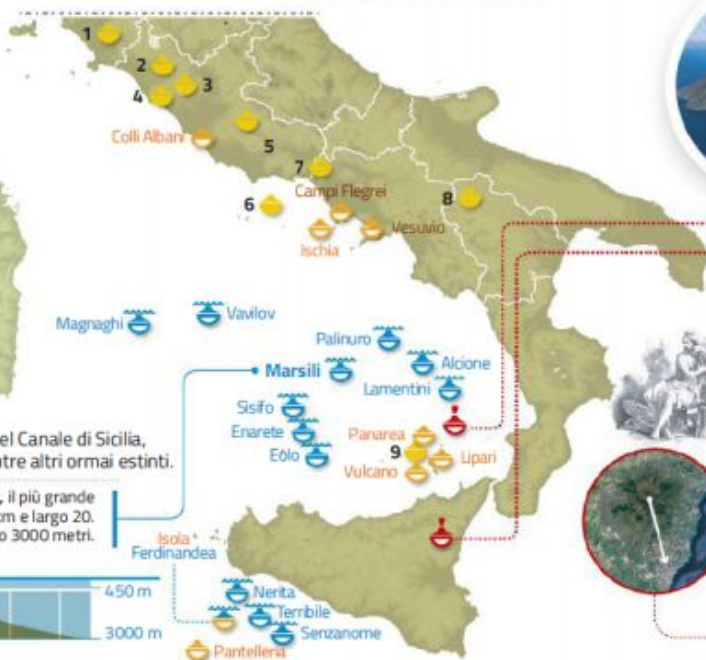 1
2
3
4
Colli Albani
5
7
6
Campi Flegrei
8
Vesuvio
Ischia
Magnaghi
Vavilov
Palinuro
Marsili
Alcione
Lamentini
Sisifo
Enarete
Panarea
Eòlo
9
Lipari
Vulcano
el Canale di Sicilia,
tre altri ormai estinti.
, il più grande
km e largo 20.
o 3000 metri.
Isola
Ferdinandea
450 m
3000 m
Nerita
Terribile
Senzanome
Pantelleria